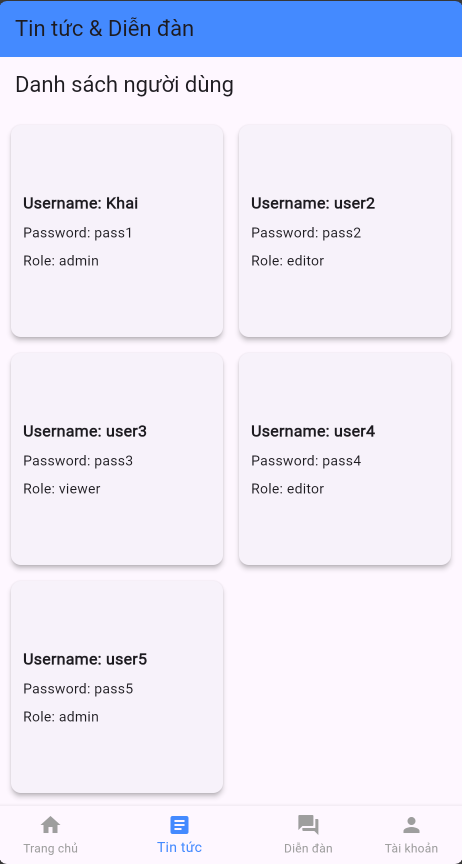 Tin tức & Diễn đàn
Danh sách người dùng
Username: Khai
Password: pass1
Role: admin
Username: user2
Password: pass2
Role: editor
Username: user3
Password: pass3
Role: viewer
Username: user4
Password: pass4
Role: editor
Username: user5
Password: pass5
Role: admin
Trang chủ
Tin tức
Diễn đàn
Tài khoản